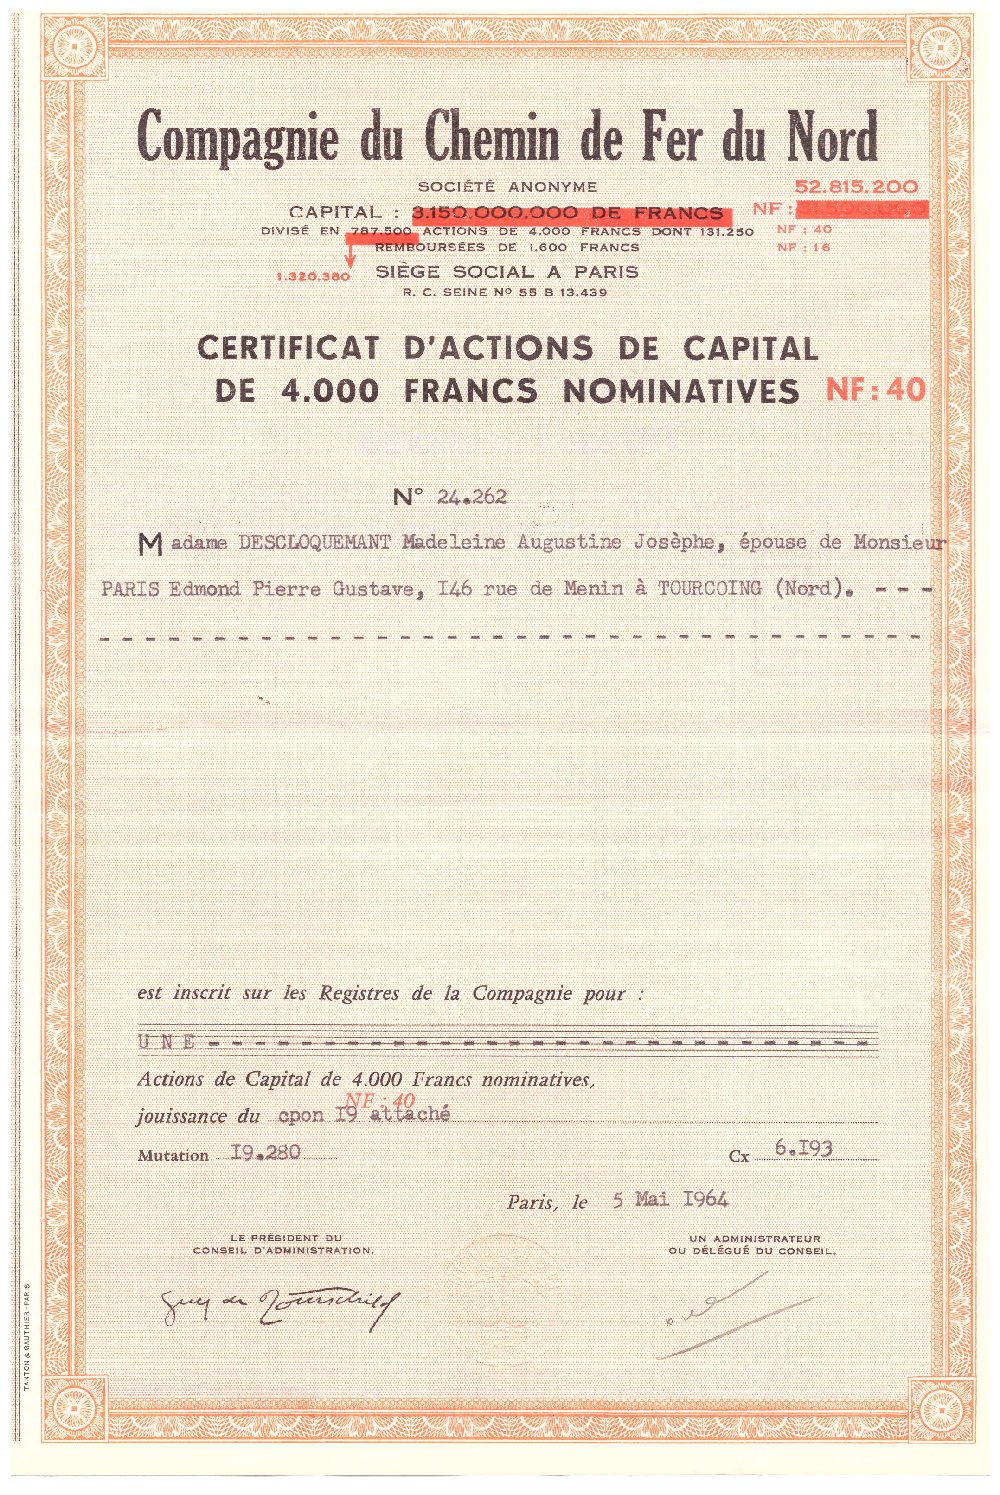 Compagnie du Chemin de Fer du Nord
SOCIÉTÉ ANONYME
52.815.200
CAPITAL : 3.150.000.000 DE FRANCS NF : 31.500.000
DIVISÉ EN 787.500 ACTIONS DE 4.000 FRANCS DONT 131.250 NF : 40
REMBOURSÉES DE 1.600 FRANCS NF : 16
1.320.380 SIÈGE SOCIAL A PARIS
R. C. SEINE Nº 55 B 13.439
CERTIFICAT D'ACTIONS DE CAPITAL
DE 4.000 FRANCS NOMINATIVES NF : 40
N° 24.262
Madame DESCLOQUEMANT Madeleine Augustine Josèphe, épouse de Monsieur
PARIS Edmond Pierre Gustave, I46 rue de Menin à TOURCOING (Nord). - - -
est inscrit sur les Registres de la Compagnie pour :
UNE
Actions de Capital de 4.000 Francs nominatives,
NF : 40
jouissance du cpon I9 attaché
Mutation I9.280 Cx 6.I93
Paris, le 5 Mai I964
LE PRÉSIDENT DU
CONSEIL D'ADMINISTRATION.
UN ADMINISTRATEUR
OU DÉLÉGUÉ DU CONSEIL.
Guy de Rothschild
TANTON & GAUTHIER - PARIS